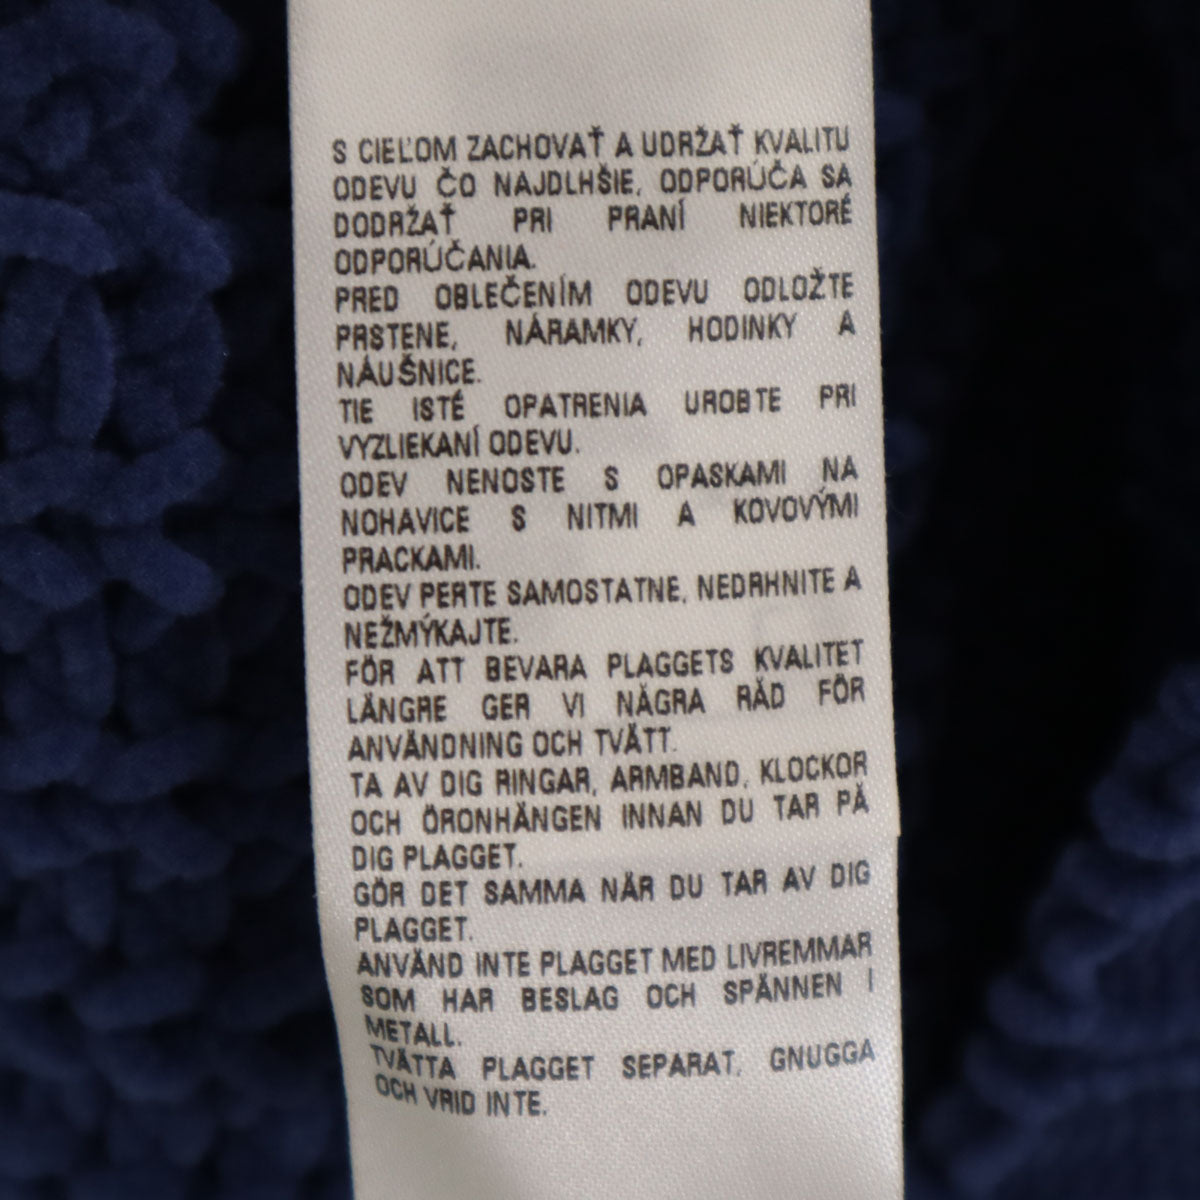 S CIEĽOM ZACHOVAŤ A UDRŽAŤ KVALITU
ODEVU ČO NAJDLHŠIE, ODPORÚČA SA
DODRŽAŤ PRI PRANÍ NIEKTORÉ
ODPORÚČANIA.
PRED OBLEČENÍM ODEVU ODLOŽTE
PRSTENE, NÁRAMKY, HODINKY A
NÁUŠNICE.
TIE ISTÉ OPATRENIA UROBTE PRI
VYZLIEKANÍ ODEVU.
ODEV NENOSTE S OPASKAMI NA
NOHAVICE S NITMI A KOVOVÝMI
PRACKAMI.
ODEV PERTE SAMOSTATNE, NEDRHNITE A
NEŽMÝKAJTE.
FÖR ATT BEVARA PLAGGETS KVALITET
LÄNGRE GER VI NÅGRA RÅD FÖR
ANVÄNDNING OCH TVÄTT.
TA AV DIG RINGAR, ARMBAND, KLOCKOR
OCH ÖRONHÄNGEN INNAN DU TAR PÅ
DIG PLAGGET.
GÖR DET SAMMA NÄR DU TAR AV DIG
PLAGGET.
ANVÄND INTE PLAGGET MED LIVREMMAR
SOM HAR BESLAG OCH SPÄNNEN I
METALL.
TVÄTTA PLAGGET SEPARAT, GNUGGA
OCH VRID INTE.